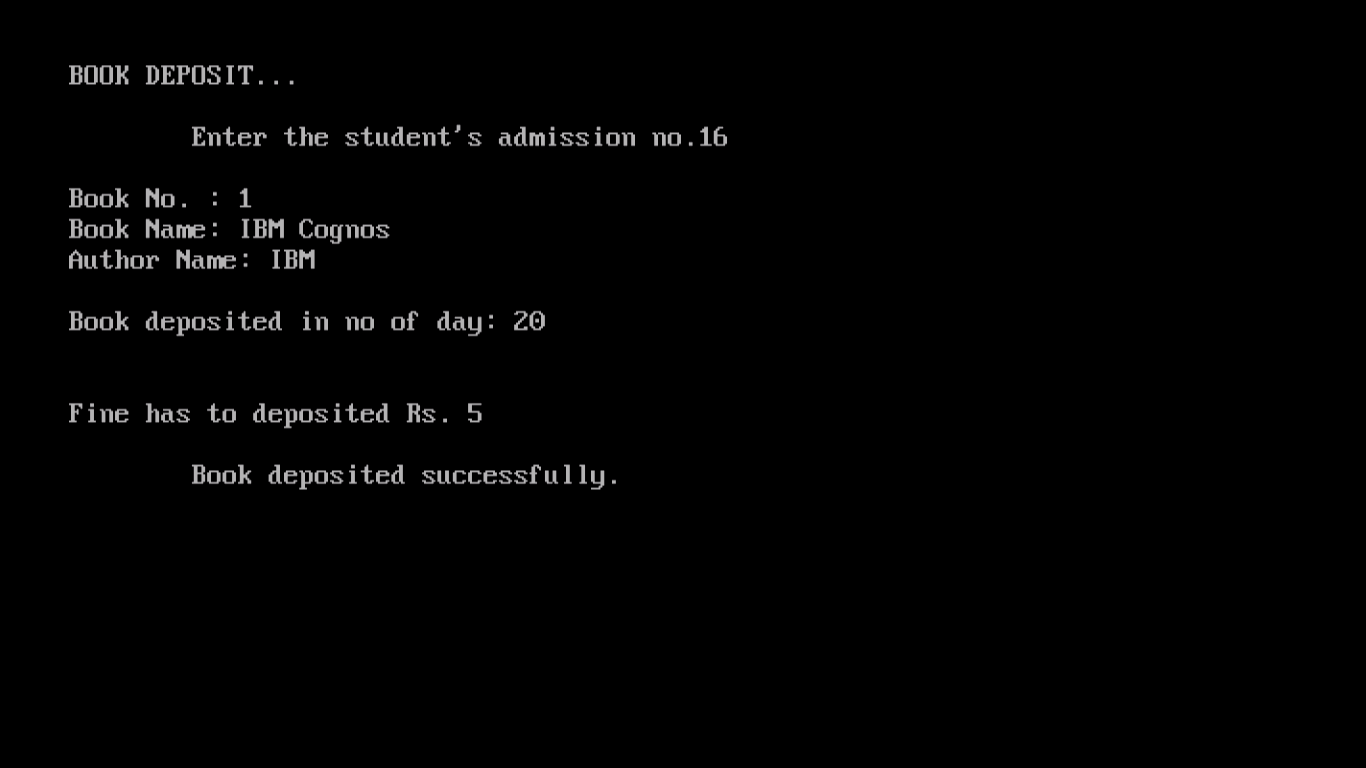 BOOK DEPOSIT...
Enter the student's admission no.16
Book No. : 1
Book Name: IBM Cognos
Author Name: IBM
Book deposited in no of day: 20
Fine has to deposited Rs. 5
Book deposited successfully.